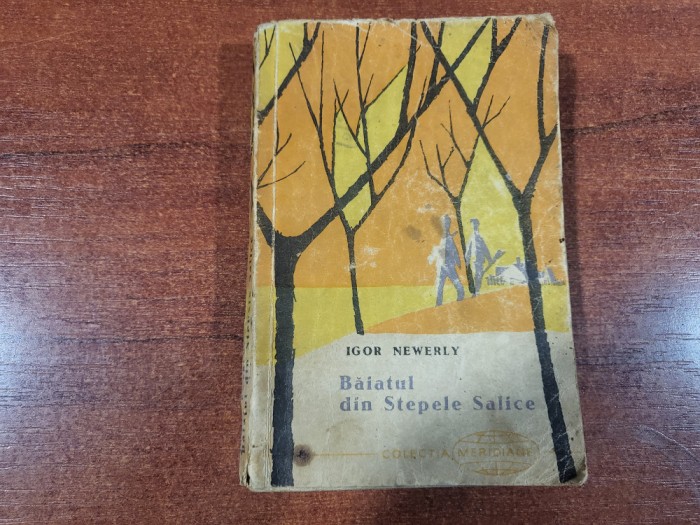 IGOR NEWERLY
Băiatul
din Stepele Salice
COLECȚIA MERIDIANE